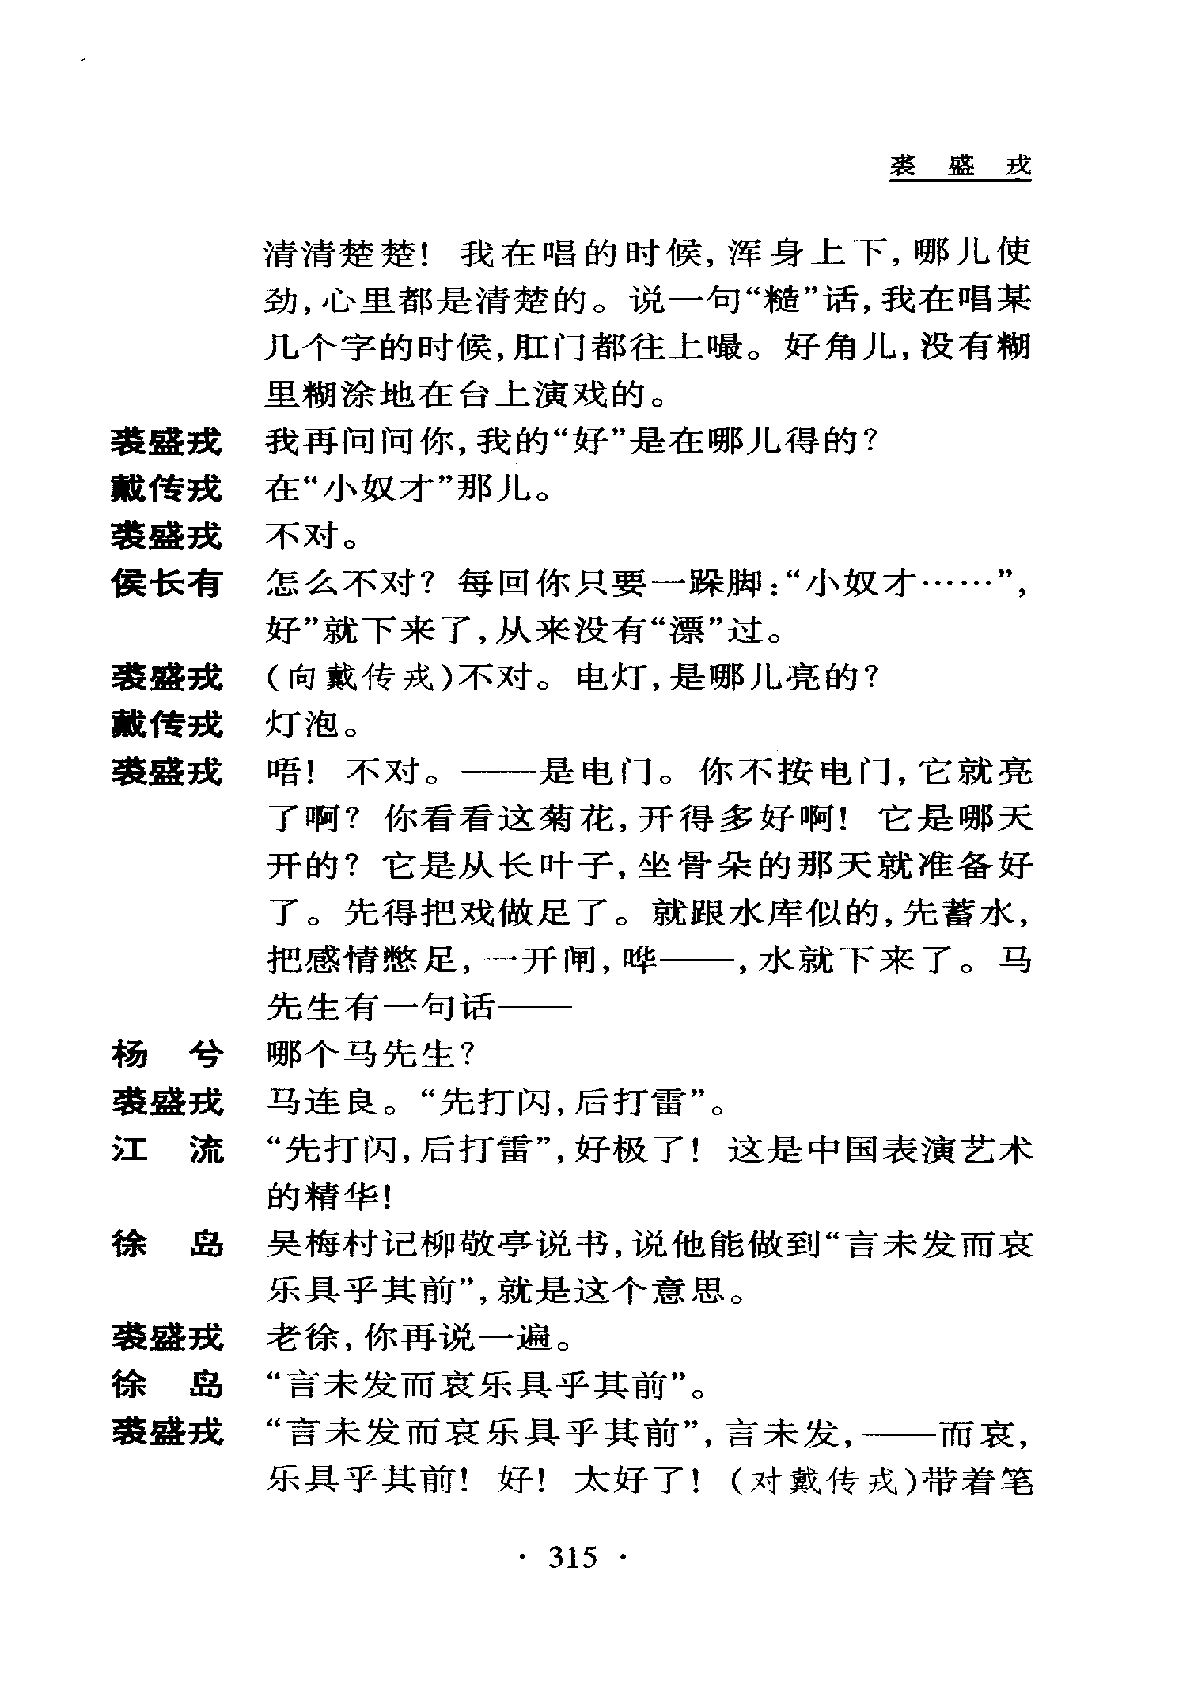 裘 盛 戎
清清楚楚! 我在唱的时候,浑身上下,哪儿使
劲,心里都是清楚的。说一句“糙”话,我在唱某
几个字的时候,肛门都往上嘬。好角儿,没有糊
里糊涂地在台上演戏的。
裘盛戎 我再问问你,我的“好”是在哪儿得的?
戴传戎 在“小奴才”那儿。
裘盛戎 不对。
侯长有 怎么不对? 每回你只要一跺脚:“小奴才……”,
好”就下来了,从来没有“漂”过。
裘盛戎 (向戴传戎)不对。电灯,是哪儿亮的?
戴传戎 灯泡。
裘盛戎 唔! 不对。——是电门。你不按电门,它就亮
了啊? 你看看这菊花,开得多好啊! 它是哪天
开的? 它是从长叶子,坐骨朵的那天就准备好
了。先得把戏做足了。就跟水库似的,先蓄水,
把感情憋足,一开闸,哗——,水就下来了。马
先生有一句话——
杨 兮 哪个马先生?
裘盛戎 马连良。“先打闪,后打雷”。
江 流 “先打闪,后打雷”,好极了! 这是中国表演艺术
的精华!
徐 岛 吴梅村记柳敬亭说书,说他能做到“言未发而哀
乐具乎其前”,就是这个意思。
裘盛戎 老徐,你再说一遍。
徐 岛 “言未发而哀乐具乎其前”。
裘盛戎 “言未发而哀乐具乎其前”,言未发,——而哀,
乐具乎其前! 好! 太好了! (对戴传戎)带着笔
· 315 ·